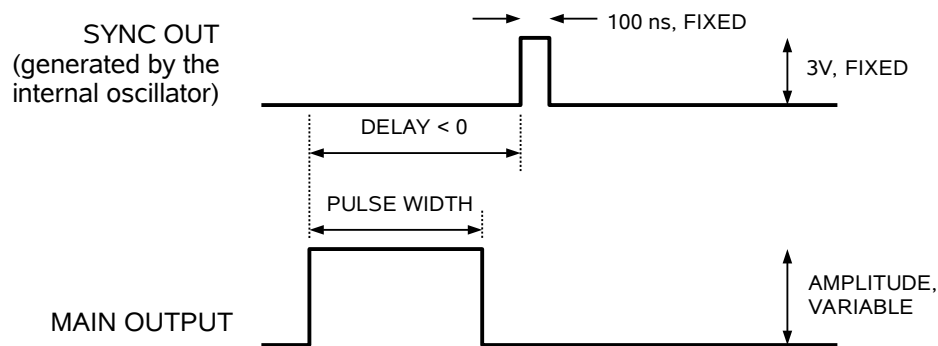 SYNC OUT
(generated by the
internal oscillator)
100 ns, FIXED
3V, FIXED
DELAY < 0
PULSE WIDTH
MAIN OUTPUT
AMPLITUDE,
VARIABLE